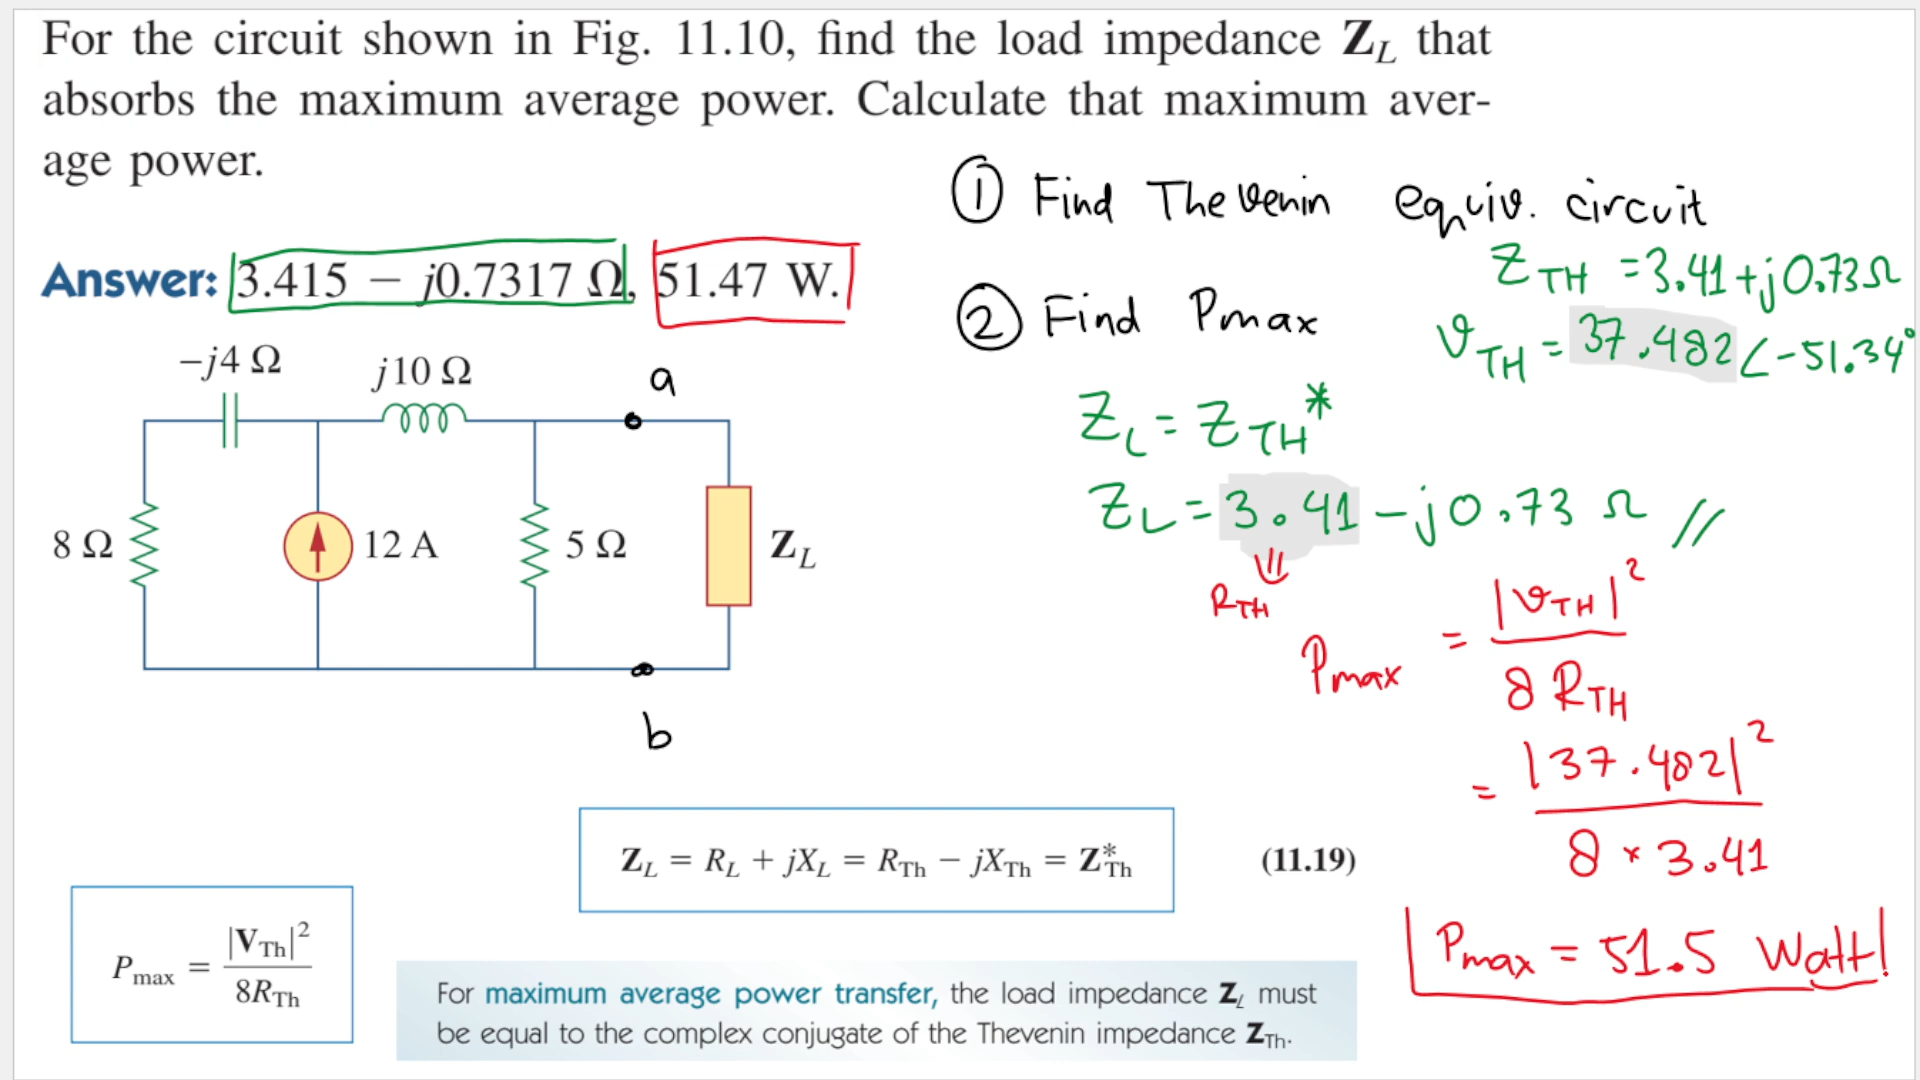 For the circuit shown in Fig. 11.10, find the load impedance Z_L that
absorbs the maximum average power. Calculate that maximum aver-
age power.
Answer: 3.415 − j0.7317 Ω, 51.47 W.
① Find Thevenin equiv. circuit
Z_TH = 3.41 + j0.73 Ω
② Find Pmax
V_TH = 37.482 ∠-51.34°
−j4 Ω
j10 Ω
a
8 Ω
12 A
5 Ω
Z_L
b
Z_L = Z_TH*
Z_L = 3.41 - j0.73 Ω //
⇓
R_TH
Pmax = |V_TH|² / 8 R_TH
= |37.482|² / 8 × 3.41
Pmax = 51.5 Watt!
Z_L = R_L + jX_L = R_Th − jX_Th = Z*_Th (11.19)
P_max = |V_Th|² / 8R_Th
For maximum average power transfer, the load impedance Z_L must
be equal to the complex conjugate of the Thevenin impedance Z_Th.